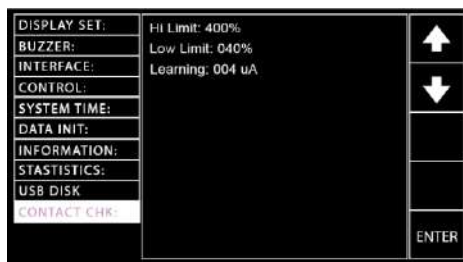 DISPLAY SET:
BUZZER:
INTERFACE:
CONTROL:
SYSTEM TIME:
DATA INIT:
INFORMATION:
STASTISTICS:
USB DISK
CONTACT CHK:
Hi Limit: 400%
Low Limit: 040%
Learning: 004 uA
ENTER